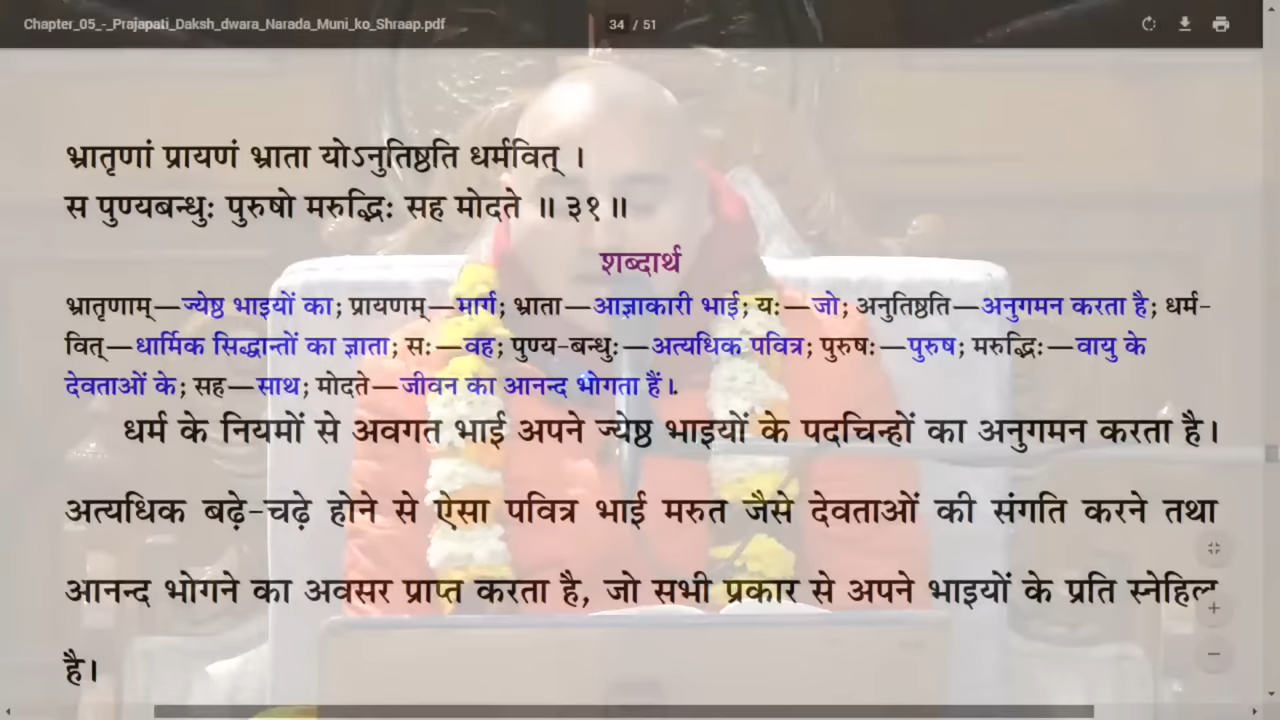 Chapter_05_-_Prajapati_Daksh_dwara_Narada_Muni_ko_Shraap.pdf
34 / 51
भ्रातृणां प्रायणं भ्राता योऽनुतिष्ठति धर्मवित् ।
स पुण्यबन्धुः पुरुषो मरुद्भिः सह मोदते ॥ ३१॥
शब्दार्थ
भ्रातृणाम्—ज्येष्ठ भाइयों का; प्रायणम्—मार्ग; भ्राता—आज्ञाकारी भाई; यः—जो; अनुतिष्ठति—अनुगमन करता है; धर्म-
वित्—धार्मिक सिद्धान्तों का ज्ञाता; सः—वह; पुण्य-बन्धुः—अत्यधिक पवित्र; पुरुषः—पुरुष; मरुद्भिः—वायु के
देवताओं के; सह—साथ; मोदते—जीवन का आनन्द भोगता हैं।.
धर्म के नियमों से अवगत भाई अपने ज्येष्ठ भाइयों के पदचिन्हों का अनुगमन करता है।
अत्यधिक बढ़े-चढ़े होने से ऐसा पवित्र भाई मरुत जैसे देवताओं की संगति करने तथा
आनन्द भोगने का अवसर प्राप्त करता है, जो सभी प्रकार से अपने भाइयों के प्रति स्नेहिल
है।